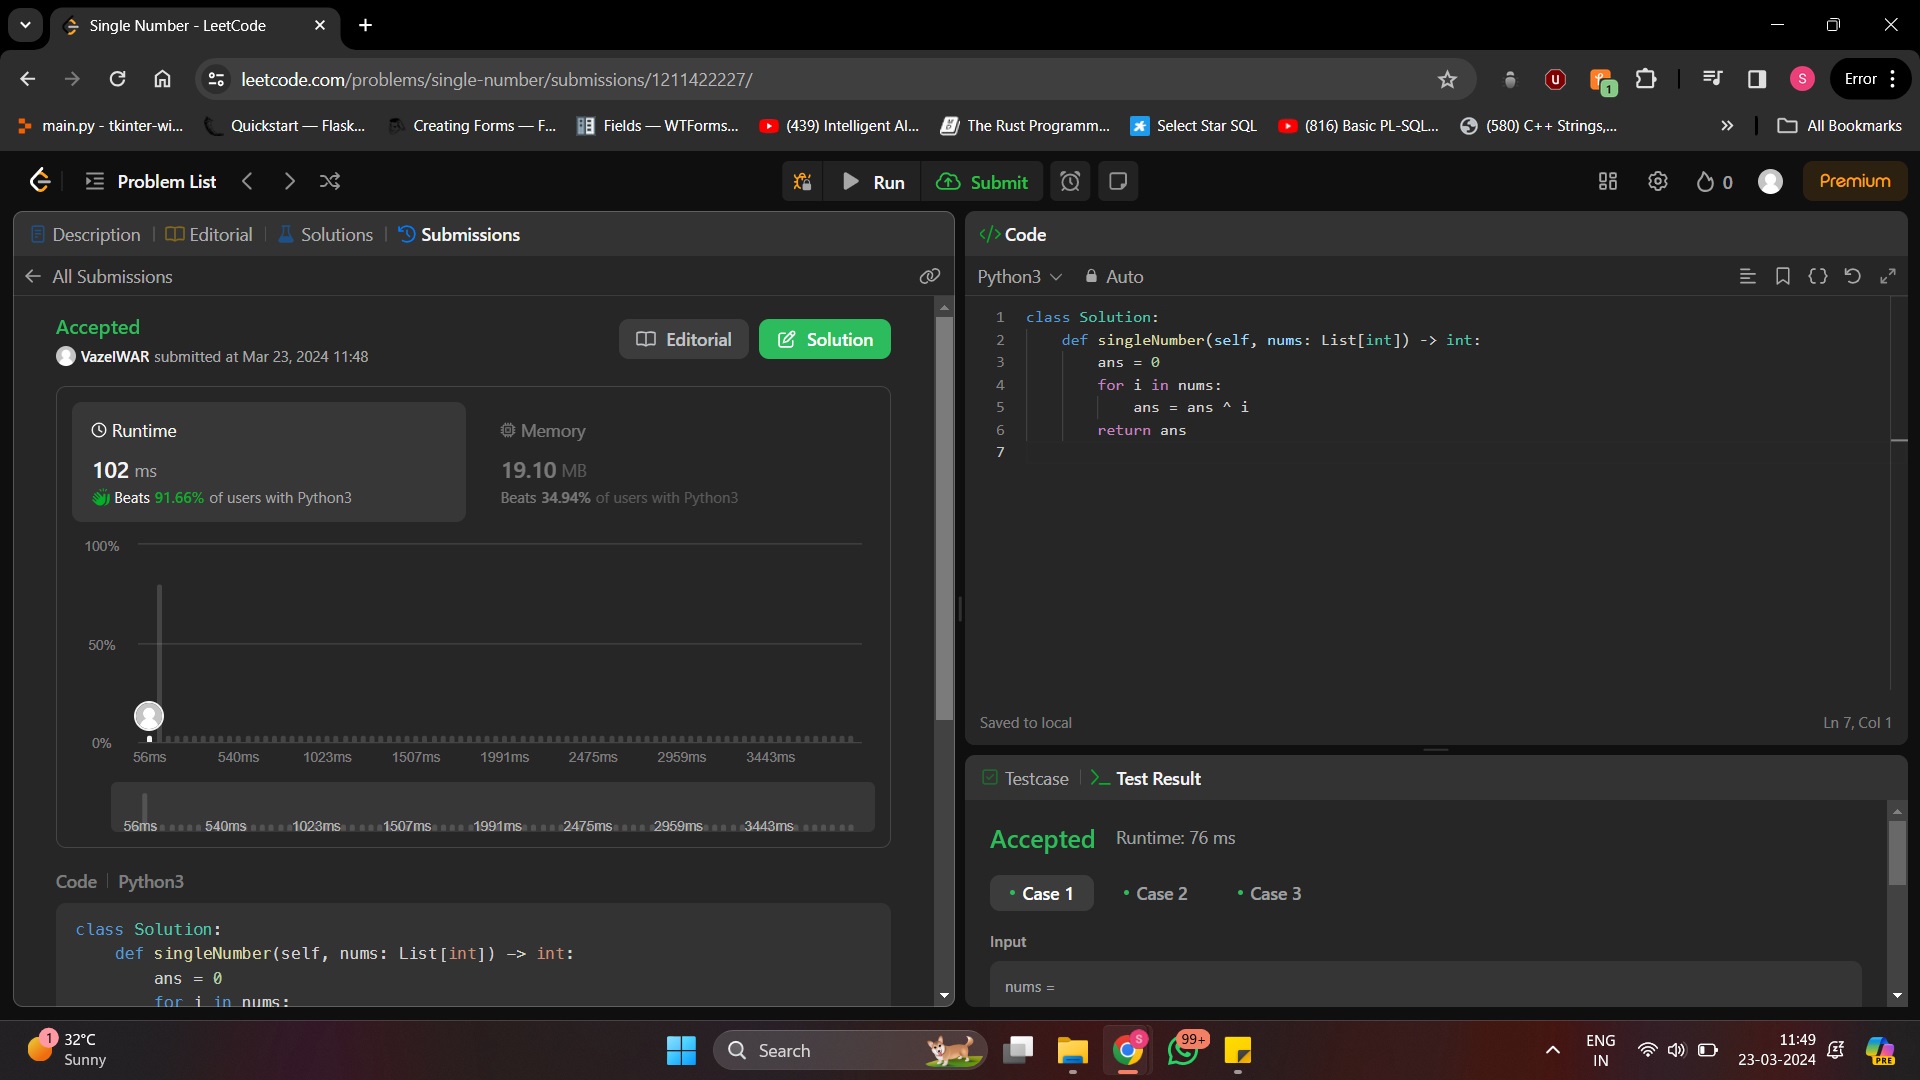 Single Number - LeetCode
leetcode.com/problems/single-number/submissions/1211422227/
U
1
S
Error
main.py - tkinter-wi...
Quickstart — Flask...
Creating Forms — F...
Fields — WTForms...
(439) Intelligent AI...
The Rust Programm...
Select Star SQL
(816) Basic PL-SQL...
(580) C++ Strings,...
All Bookmarks
Problem List
Run
Submit
0
Premium
Description
Editorial
Solutions
Submissions
All Submissions
Accepted
VazelWAR submitted at Mar 23, 2024 11:48
Editorial
Solution
Runtime
102 ms
Beats 91.66% of users with Python3
Memory
19.10 MB
Beats 34.94% of users with Python3
100%
50%
0%
56ms 540ms 1023ms 1507ms 1991ms 2475ms 2959ms 3443ms
56ms 540ms 1023ms 1507ms 1991ms 2475ms 2959ms 3443ms
Code Python3
class Solution:
def singleNumber(self, nums: List[int]) -> int:
ans = 0
for i in nums:
</> Code
Python3
Auto
1 class Solution:
2 def singleNumber(self, nums: List[int]) -> int:
3 ans = 0
4 for i in nums:
5 ans = ans ^ i
6 return ans
7
Saved to local
Ln 7, Col 1
Testcase
Test Result
Accepted Runtime: 76 ms
Case 1
Case 2
Case 3
Input
nums =
1
32°C
Sunny
Search
S
99+
ENG
IN
11:49
23-03-2024
PRE